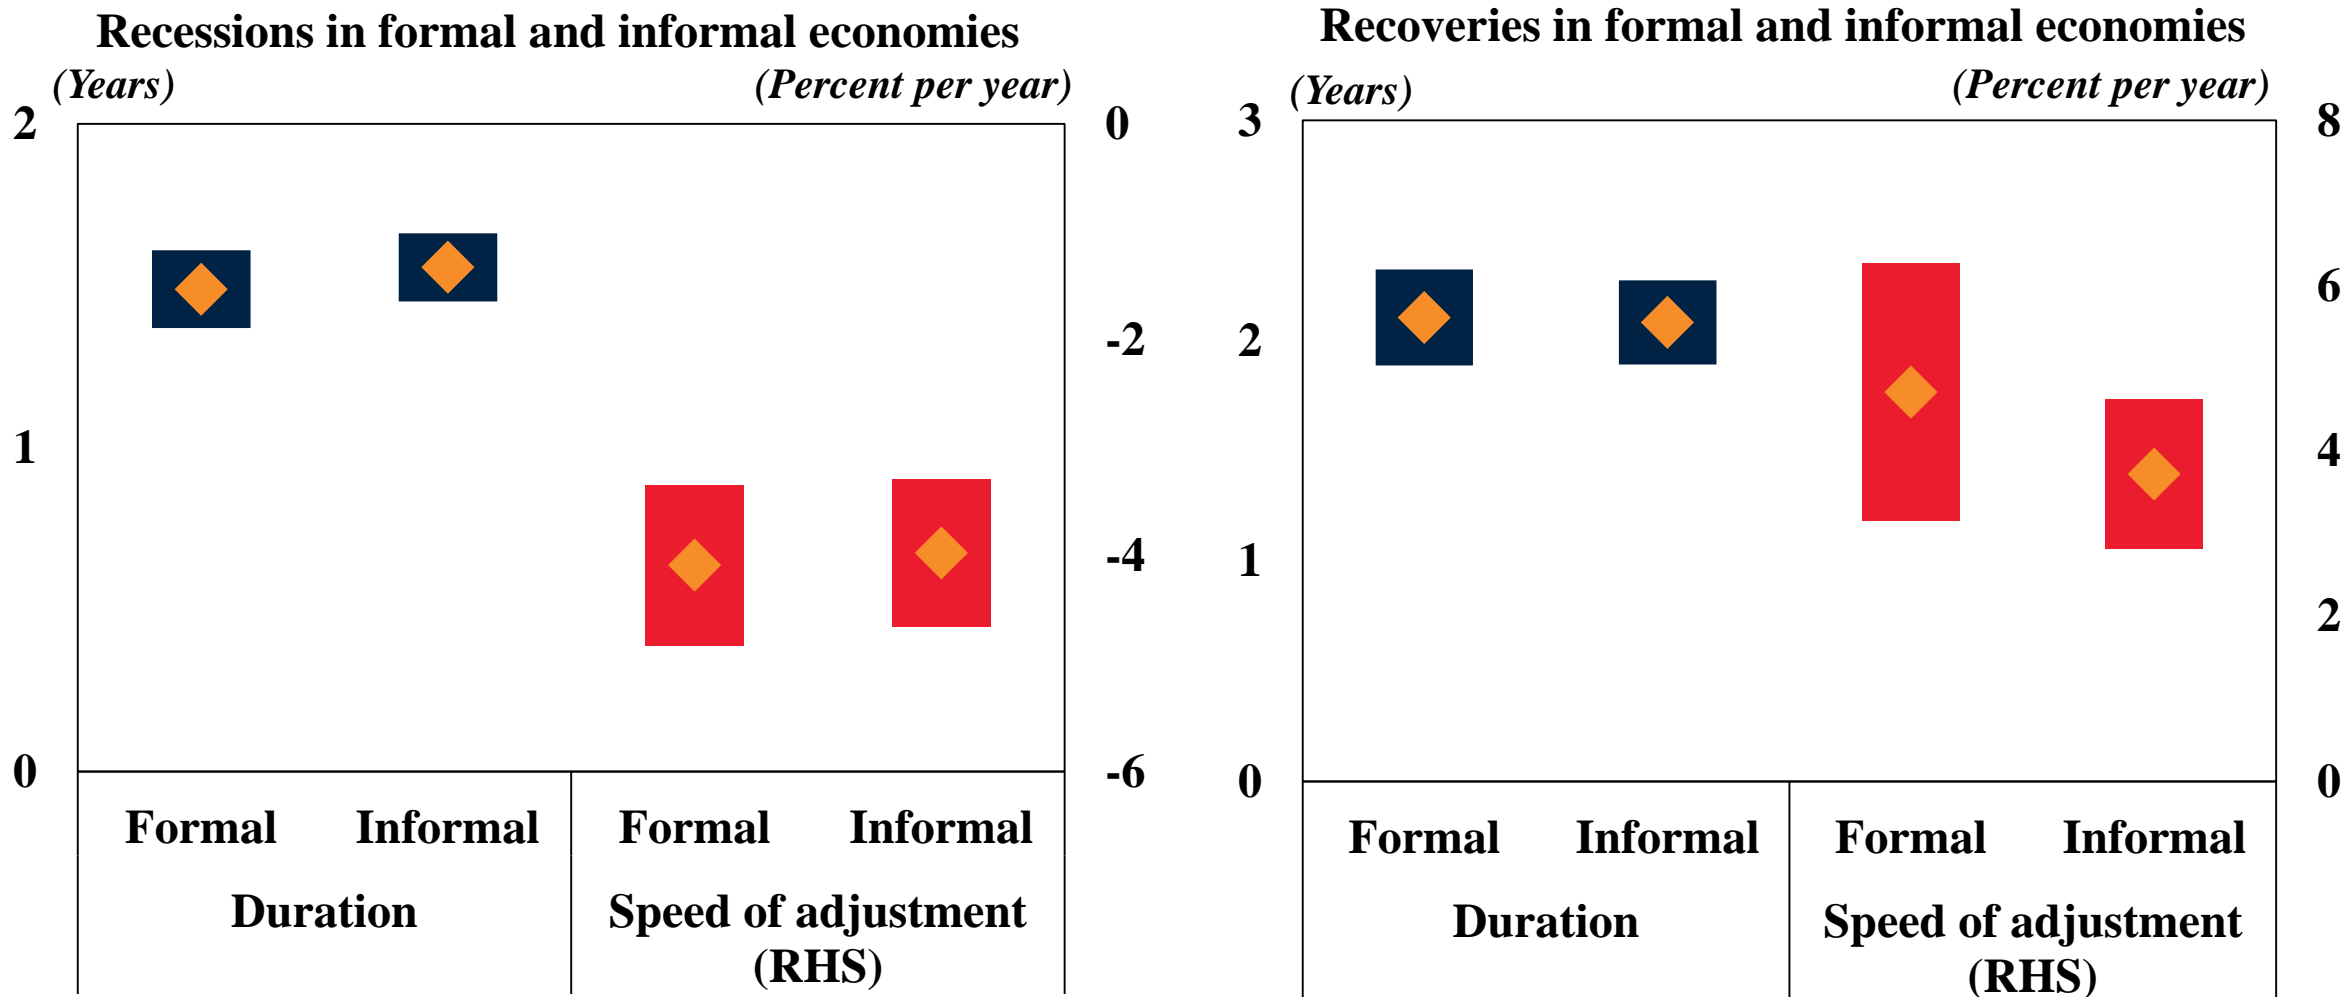 Recessions in formal and informal economies
(Years)
(Percent per year)
2
1
0
0
-2
-4
-6
Formal Informal Formal Informal
Duration
Speed of adjustment
(RHS)
Recoveries in formal and informal economies
(Years)
(Percent per year)
3
2
1
0
8
6
4
2
0
Formal Informal Formal Informal
Duration
Speed of adjustment
(RHS)